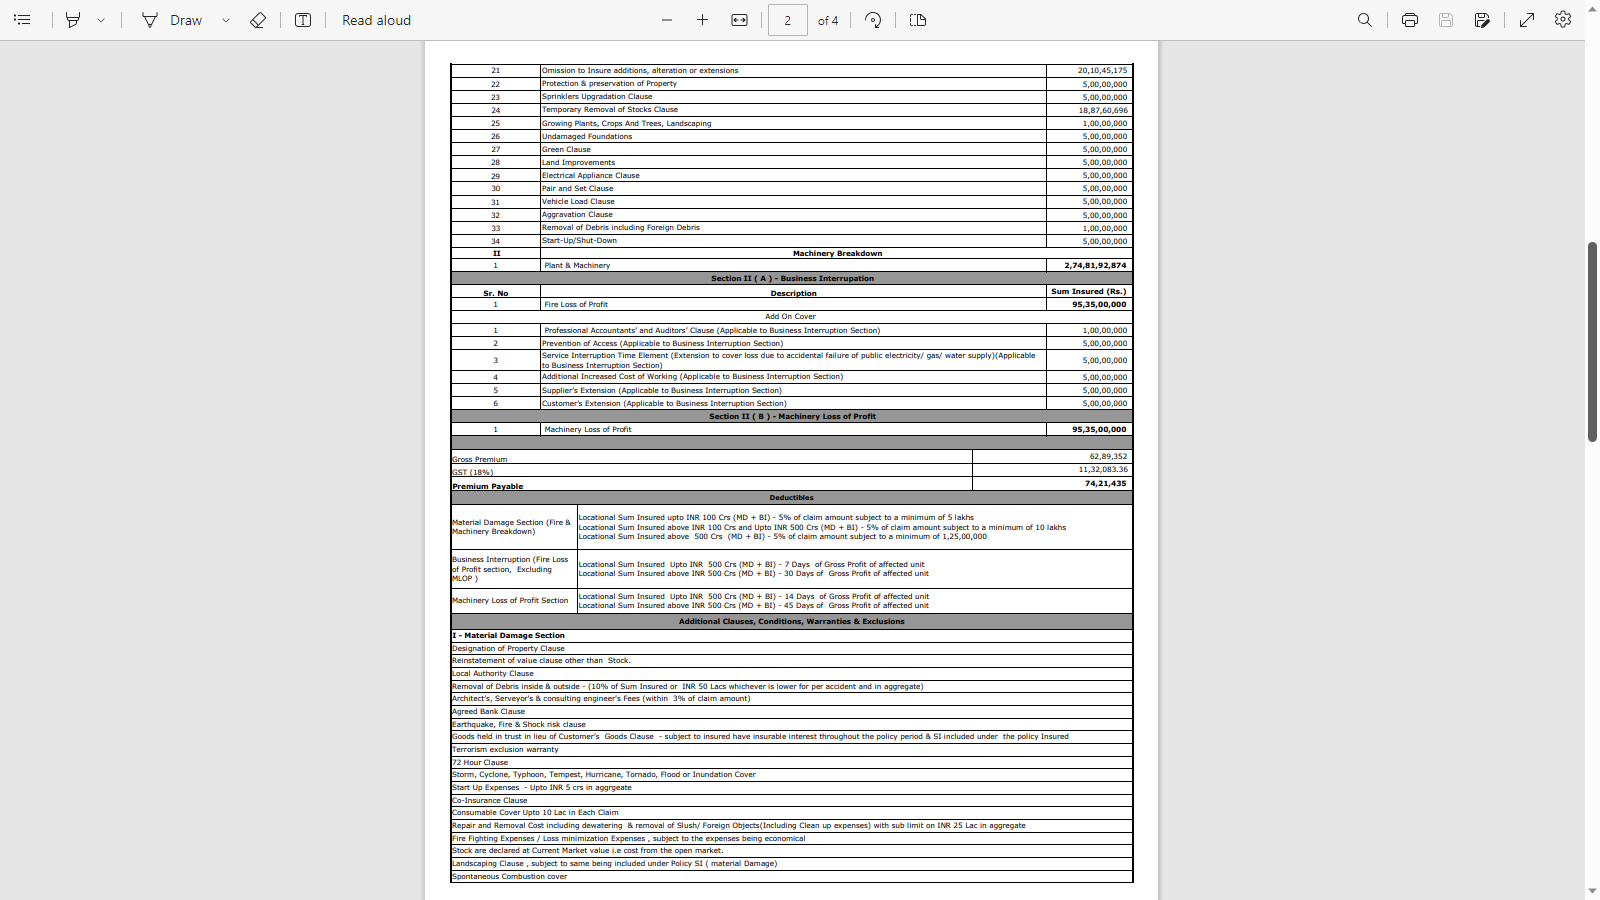 Draw
Read aloud
2 of 4
21 Omission to Insure additions, alteration or extensions 20,10,45,175
22 Protection & preservation of Property 5,00,00,000
23 Sprinklers Upgradation Clause 5,00,00,000
24 Temporary Removal of Stocks Clause 18,87,60,696
25 Growing Plants, Crops And Trees, Landscaping 1,00,00,000
26 Undamaged Foundations 5,00,00,000
27 Green Clause 5,00,00,000
28 Land Improvements 5,00,00,000
29 Electrical Appliance Clause 5,00,00,000
30 Pair and Set Clause 5,00,00,000
31 Vehicle Load Clause 5,00,00,000
32 Aggravation Clause 5,00,00,000
33 Removal of Debris including Foreign Debris 1,00,00,000
34 Start-Up/Shut-Down 5,00,00,000
II Machinery Breakdown
1 Plant & Machinery 2,74,81,92,874
Section II ( A ) - Business Interrupation
Sr. No Description Sum Insured (Rs.)
1 Fire Loss of Profit 95,35,00,000
Add On Cover
1 Professional Accountants' and Auditors' Clause (Applicable to Business Interruption Section) 1,00,00,000
2 Prevention of Access (Applicable to Business Interruption Section) 5,00,00,000
3 Service Interruption Time Element (Extension to cover loss due to accidental failure of public electricity/ gas/ water supply)(Applicable
to Business Interruption Section) 5,00,00,000
4 Additional Increased Cost of Working (Applicable to Business Interruption Section) 5,00,00,000
5 Supplier's Extension (Applicable to Business Interruption Section) 5,00,00,000
6 Customer's Extension (Applicable to Business Interruption Section) 5,00,00,000
Section II ( B ) - Machinery Loss of Profit
1 Machinery Loss of Profit 95,35,00,000
Gross Premium 62,89,352
GST (18%) 11,32,083.36
Premium Payable 74,21,435
Deductibles
Material Damage Section (Fire &
Machinery Breakdown)
Locational Sum Insured upto INR 100 Crs (MD + BI) - 5% of claim amount subject to a minimum of 5 lakhs
Locational Sum Insured above INR 100 Crs and Upto INR 500 Crs (MD + BI) - 5% of claim amount subject to a minimum of 10 lakhs
Locational Sum Insured above 500 Crs (MD + BI) - 5% of claim amount subject to a minimum of 1,25,00,000
Business Interruption (Fire Loss
of Profit section, Excluding
MLOP )
Locational Sum Insured Upto INR 500 Crs (MD + BI) - 7 Days of Gross Profit of affected unit
Locational Sum Insured above INR 500 Crs (MD + BI) - 30 Days of Gross Profit of affected unit
Machinery Loss of Profit Section
Locational Sum Insured Upto INR 500 Crs (MD + BI) - 14 Days of Gross Profit of affected unit
Locational Sum Insured above INR 500 Crs (MD + BI) - 45 Days of Gross Profit of affected unit
Additional Clauses, Conditions, Warranties & Exclusions
I - Material Damage Section
Designation of Property Clause
Reinstatement of value clause other than Stock.
Local Authority Clause
Removal of Debris inside & outside - (10% of Sum Insured or INR 50 Lacs whichever is lower for per accident and in aggregate)
Architect's, Serveyor's & consulting engineer's Fees (within 3% of claim amount)
Agreed Bank Clause
Earthquake, Fire & Shock risk clause
Goods held in trust in lieu of Customer's Goods Clause - subject to insured have insurable interest throughout the policy period & SI included under the policy Insured
Terrorism exclusion warranty
72 Hour Clause
Storm, Cyclone, Typhoon, Tempest, Hurricane, Tornado, Flood or Inundation Cover
Start Up Expenses - Upto INR 5 crs in aggrgeate
Co-Insurance Clause
Consumable Cover Upto 10 Lac in Each Claim
Repair and Removal Cost including dewatering & removal of Slush/ Foreign Objects(Including Clean up expenses) with sub limit on INR 25 Lac in aggregate
Fire Fighting Expenses / Loss minimization Expenses , subject to the expenses being economical
Stock are declared at Current Market value i.e cost from the open market.
Landscaping Clause , subject to same being included under Policy SI ( material Damage)
Spontaneous Combustion cover